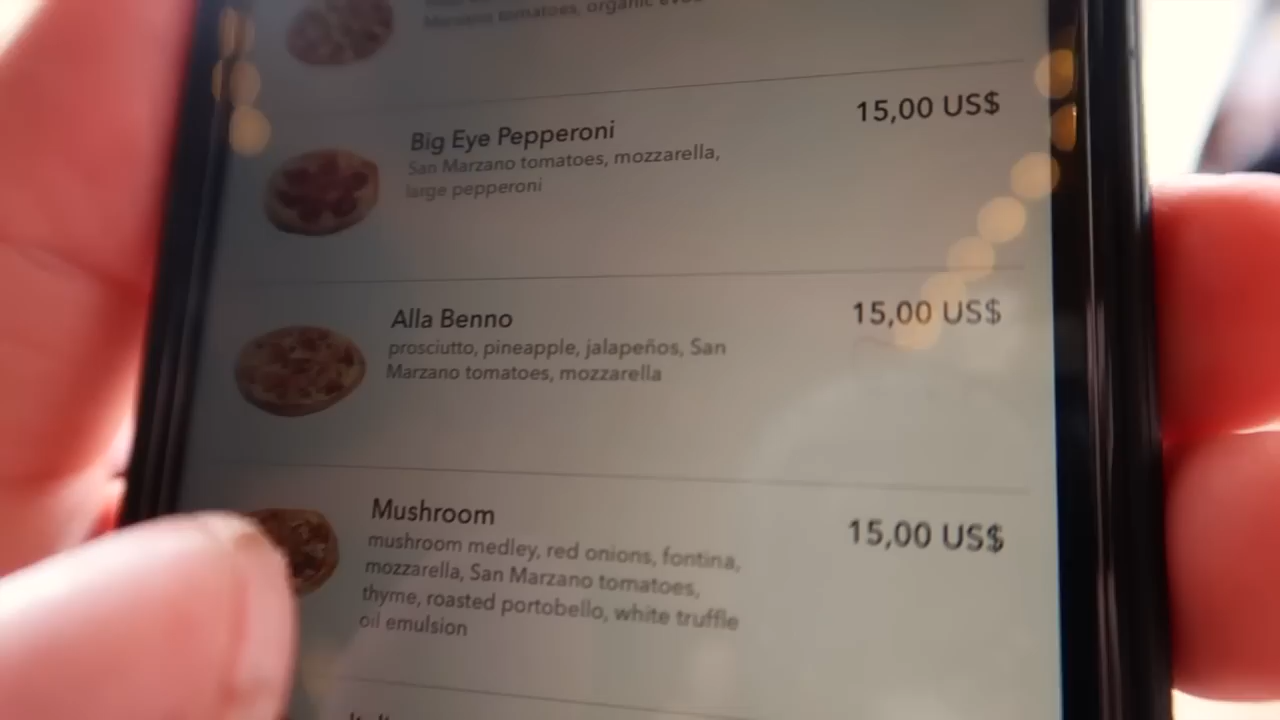 tomatoes, organic
Big Eye Pepperoni
15,00 US$
San Marzano tomatoes, mozzarella,
large pepperoni
Alla Benno
15,00 US$
prosciutto, pineapple, jalapeños, San
Marzano tomatoes, mozzarella
Mushroom
15,00 US$
mushroom medley, red onions, fontina,
mozzarella, San Marzano tomatoes,
thyme, roasted portobello, white truffle
oil emulsion